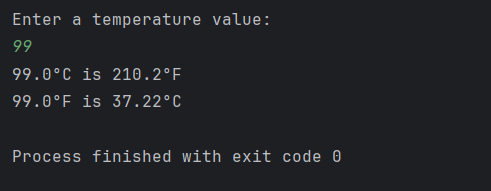 Enter a temperature value:
99
99.0°C is 210.2°F
99.0°F is 37.22°C
Process finished with exit code 0